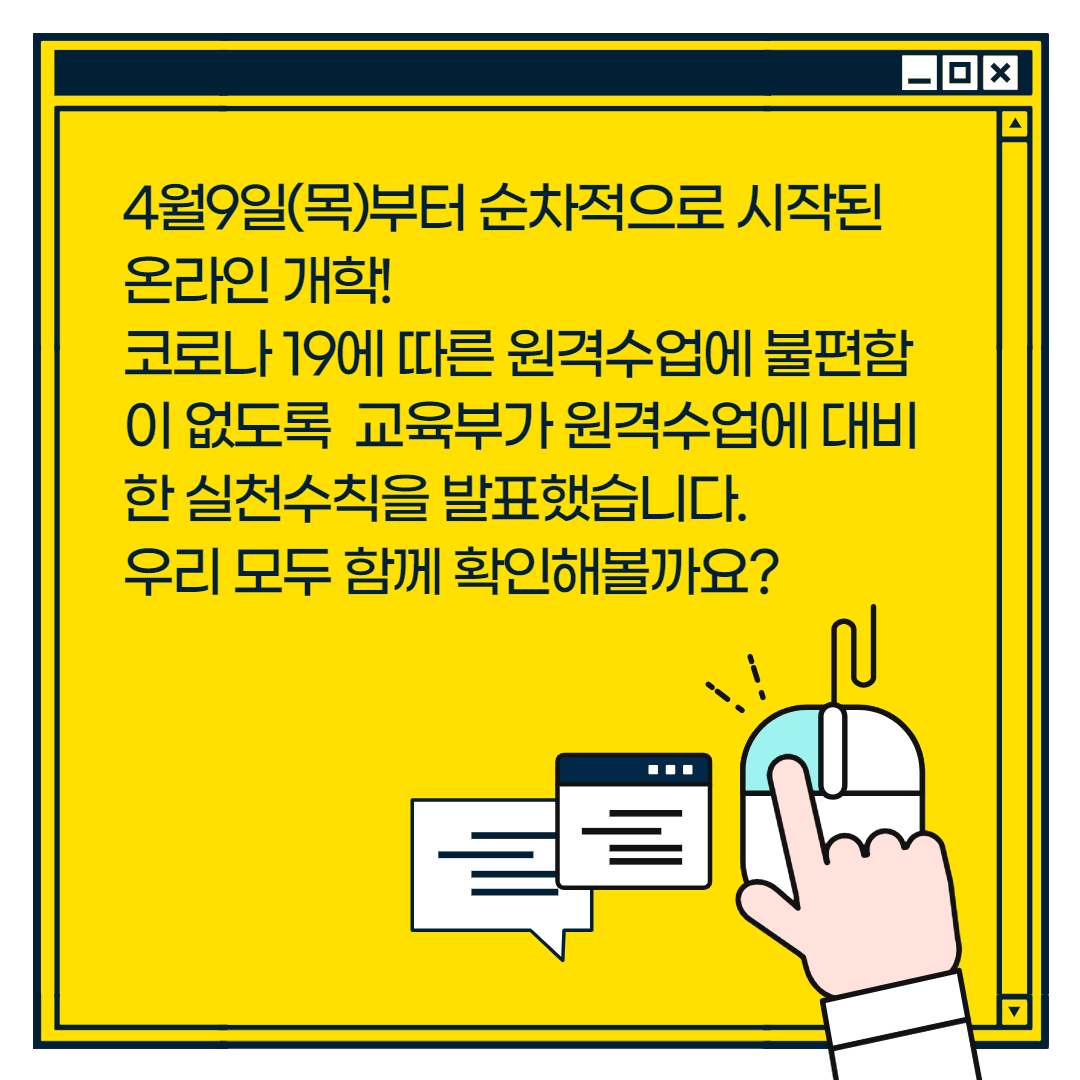 4월9일(목)부터 순차적으로 시작된
온라인 개학!
코로나 19에 따른 원격수업에 불편함
이 없도록 교육부가 원격수업에 대비
한 실천수칙을 발표했습니다.
우리 모두 함께 확인해볼까요?